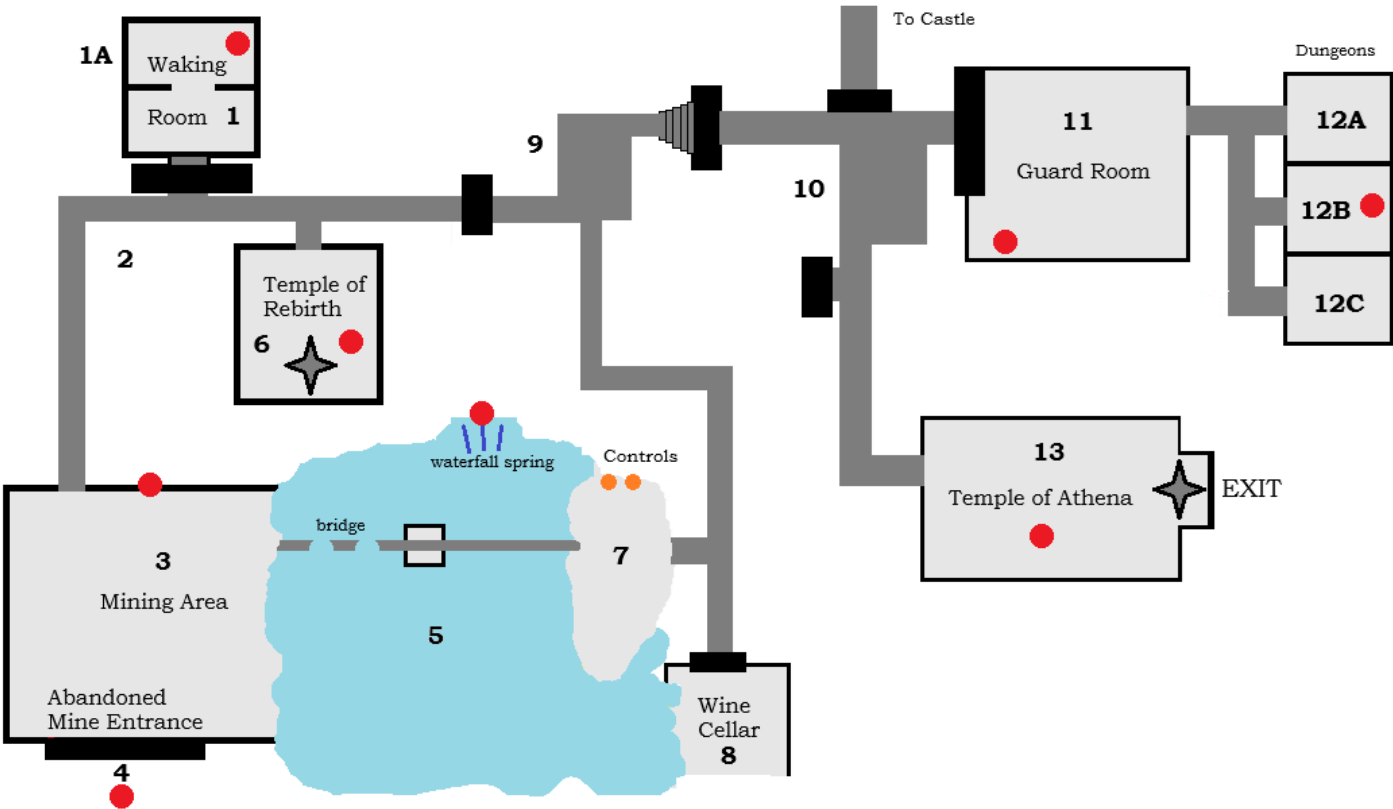 To Castle
1A
Waking
Room 1
Dungeons
12A
11
Guard Room
9
10
12B
2
Temple of
Rebirth
6
12C
waterfall spring
Controls
13
Temple of Athena
EXIT
bridge
3
Mining Area
7
5
Abandoned
Mine Entrance
Wine
Cellar
8
4